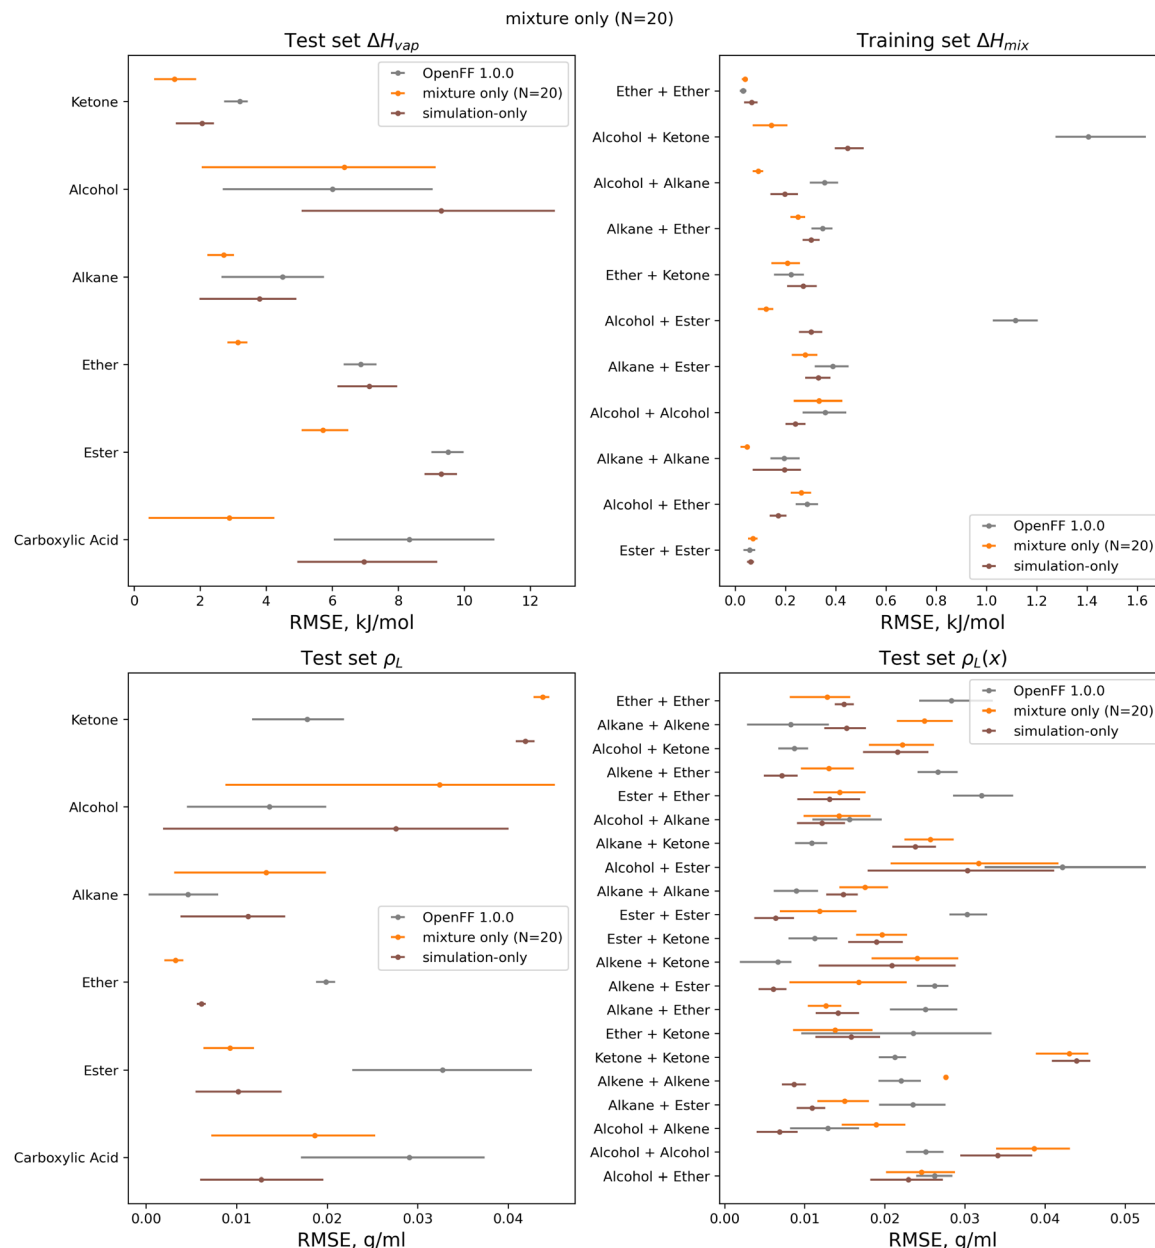 mixture only (N=20)
Test set ΔH_vap
OpenFF 1.0.0
mixture only (N=20)
simulation-only
Ketone
Alcohol
Alkane
Ether
Ester
Carboxylic Acid
0 2 4 6 8 10 12
RMSE, kJ/mol
Training set ΔH_mix
Ether + Ether
Alcohol + Ketone
Alcohol + Alkane
Alkane + Ether
Ether + Ketone
Alcohol + Ester
Alkane + Ester
Alcohol + Alcohol
Alkane + Alkane
Alcohol + Ether
Ester + Ester
OpenFF 1.0.0
mixture only (N=20)
simulation-only
0.0 0.2 0.4 0.6 0.8 1.0 1.2 1.4 1.6
RMSE, kJ/mol
Test set ρ_L
Ketone
Alcohol
Alkane
OpenFF 1.0.0
mixture only (N=20)
simulation-only
Ether
Ester
Carboxylic Acid
0.00 0.01 0.02 0.03 0.04
RMSE, g/ml
Test set ρ_L(x)
OpenFF 1.0.0
mixture only (N=20)
simulation-only
Ether + Ether
Alkane + Alkene
Alcohol + Ketone
Alkene + Ether
Ester + Ether
Alcohol + Alkane
Alkane + Ketone
Alcohol + Ester
Alkane + Alkane
Ester + Ester
Ester + Ketone
Alkene + Ketone
Alkene + Ester
Alkane + Ether
Ether + Ketone
Ketone + Ketone
Alkene + Alkene
Alkane + Ester
Alcohol + Alkene
Alcohol + Alcohol
Alcohol + Ether
0.00 0.01 0.02 0.03 0.04 0.05
RMSE, g/ml